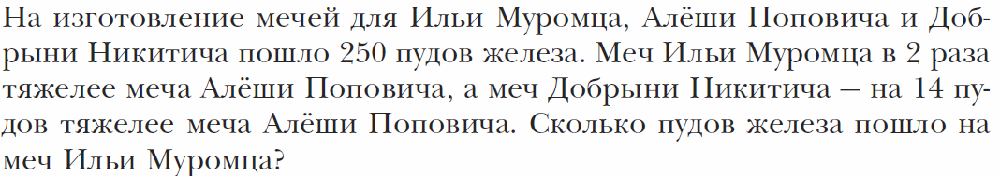 На изготовление мечей для Ильи Муромца, Алёши Поповича и Доб-
рыни Никитича пошло 250 пудов железа. Меч Ильи Муромца в 2 раза
тяжелее меча Алёши Поповича, а меч Добрыни Никитича — на 14 пу-
дов тяжелее меча Алёши Поповича. Сколько пудов железа пошло на
меч Ильи Муромца?